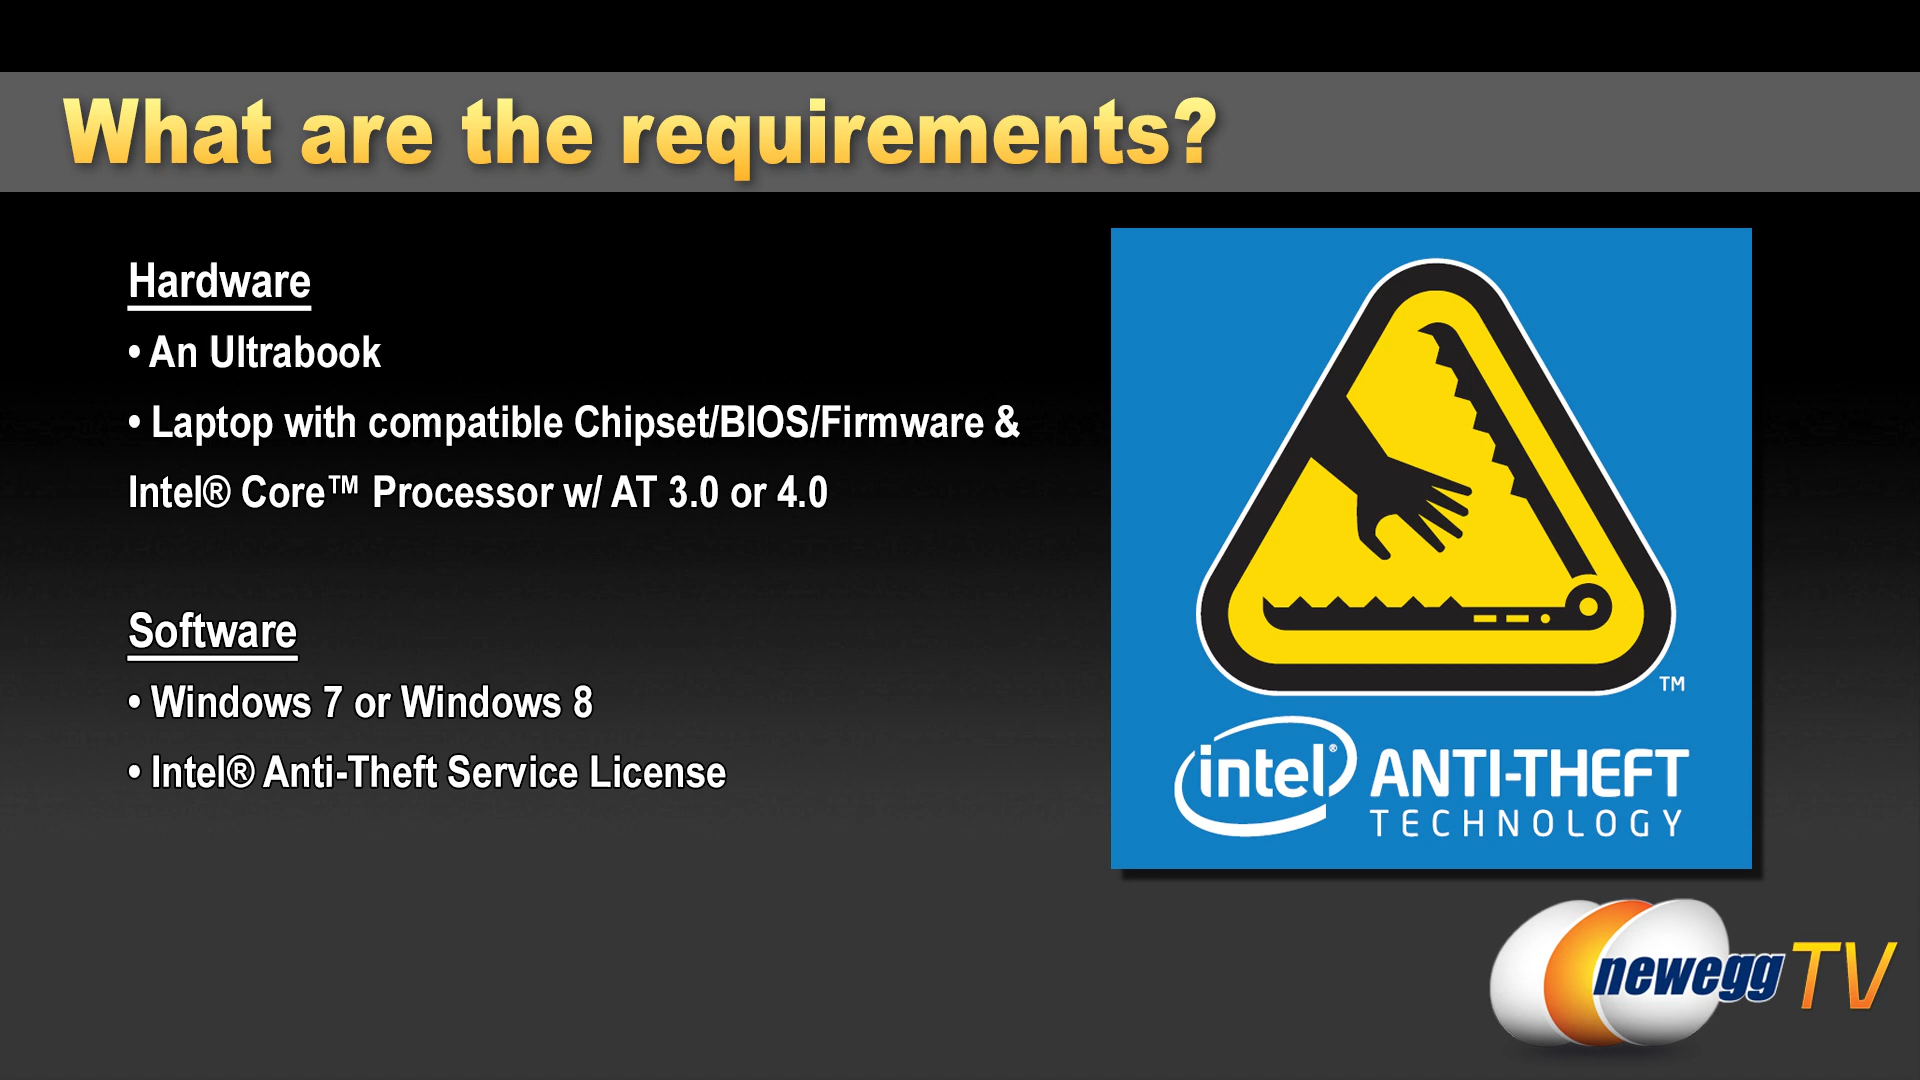 What are the requirements?
Hardware
• An Ultrabook
• Laptop with compatible Chipset/BIOS/Firmware &
Intel® Core™ Processor w/ AT 3.0 or 4.0
Software
• Windows 7 or Windows 8
• Intel® Anti-Theft Service License
TM
intel® ANTI-THEFT
TECHNOLOGY
newegg TV